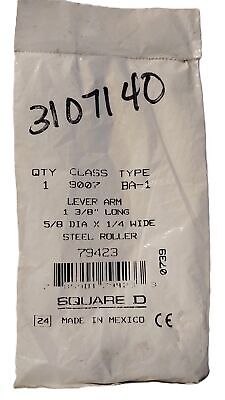 3107140
QTY CLASS TYPE
1 9007 BA-1
LEVER ARM
1 3/8" LONG
5/8 DIA X 1/4 WIDE
STEEL ROLLER
79423
0739
SQUARE D
[24] MADE IN MEXICO CE